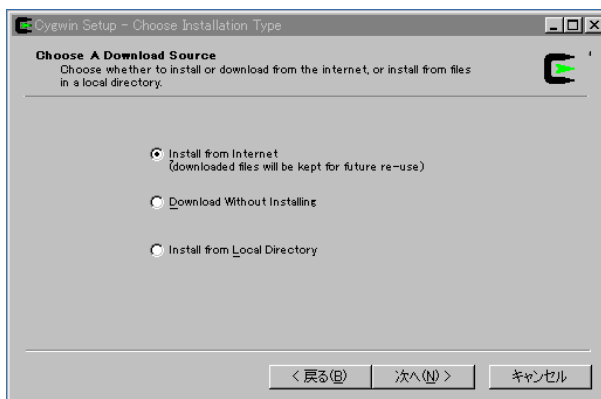 Cygwin Setup - Choose Installation Type
Choose A Download Source
Choose whether to install or download from the internet, or install from files
in a local directory.
Install from Internet
(downloaded files will be kept for future re-use)
Download Without Installing
Install from Local Directory
< 戻る(B)
次へ(N) >
キャンセル